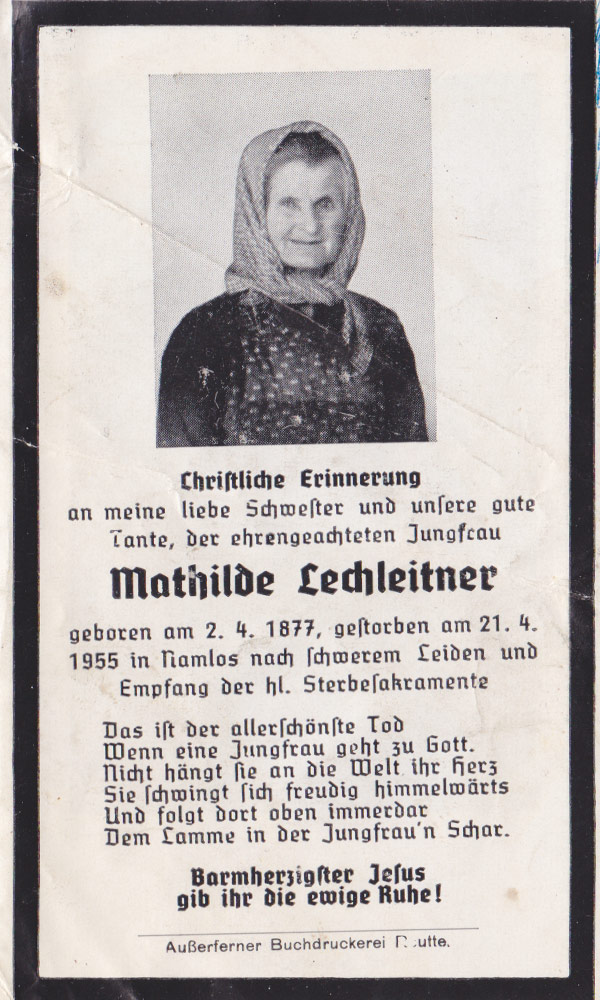 Christliche Erinnerung
an meine liebe Schwester und unsere gute
Tante, der ehrengeachteten Jungfrau
Mathilde Lechleitner
geboren am 2. 4. 1877, gestorben am 21. 4.
1955 in Namlos nach schwerem Leiden und
Empfang der hl. Sterbesakramente
Das ist der allerschönste Tod
Wenn eine Jungfrau geht zu Gott.
Nicht hängt sie an die Welt ihr Herz
Sie schwingt sich freudig himmelwärts
Und folgt dort oben immerdar
Dem Lamme in der Jungfrau'n Schar.
Barmherzigster Jesus
gib ihr die ewige Ruhe!
Außerferner Buchdruckerei